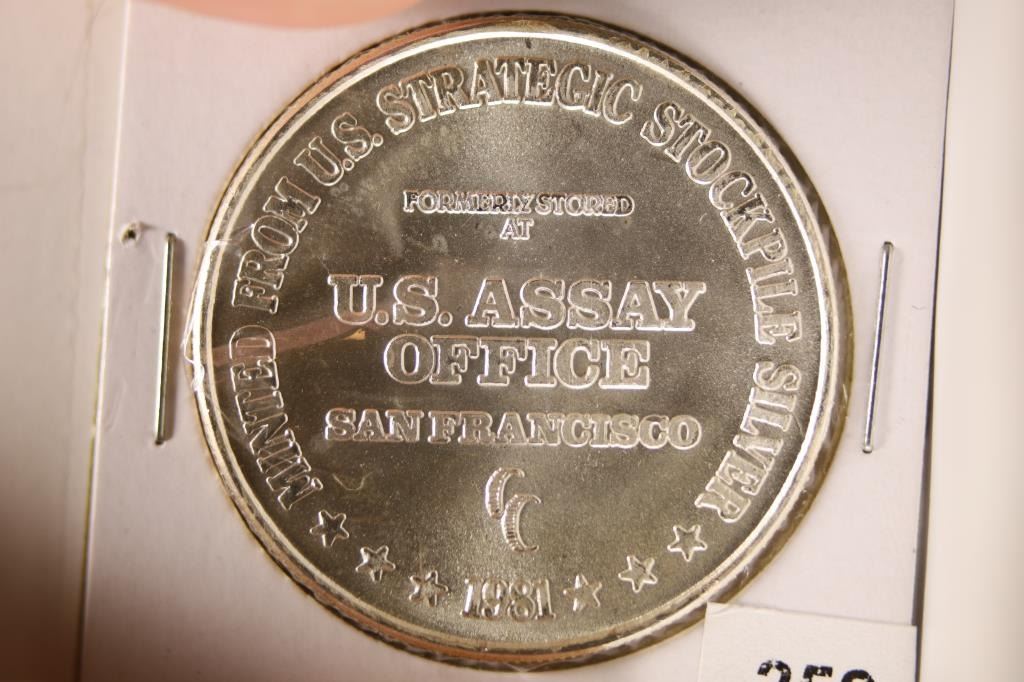 MINTED FROM U.S. STRATEGIC STOCKPILE SILVER
FORMERLY STORED
AT
U.S. ASSAY
OFFICE
SAN FRANCISCO
1981